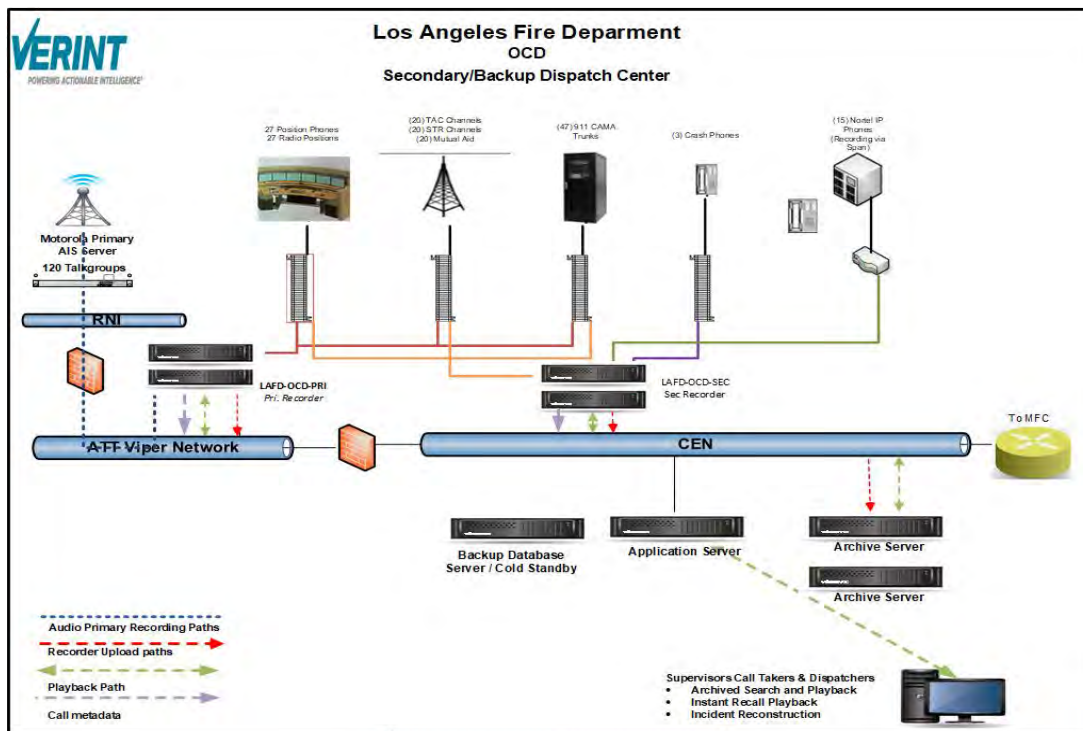 VERINT
POWERING ACTIONABLE INTELLIGENCE®
Los Angeles Fire Deparment
OCD
Secondary/Backup Dispatch Center
27 Position Phones
27 Radio Positions
(20) TAC Channels
(20) STR Channels
(20) Mutual Aid
(47) 911 CAMA
Trunks
(3) Crash Phones
(15) Nortel IP
Phones
(Recording via
Span)
Motorola Primary
AIS Server
120 Talkgroups
RNI
LAFD-OCD-PRI
Pri. Recorder
LAFD-OCD-SEC
Sec Recorder
ATT Viper Network
CEN
To MFC
Backup Database
Server / Cold Standby
Application Server
Archive Server
Archive Server
Audio Primary Recording Paths
Recorder Upload paths
Playback Path
Call metadata
Supervisors Call Takers & Dispatchers
• Archived Search and Playback
• Instant Recall Playback
• Incident Reconstruction